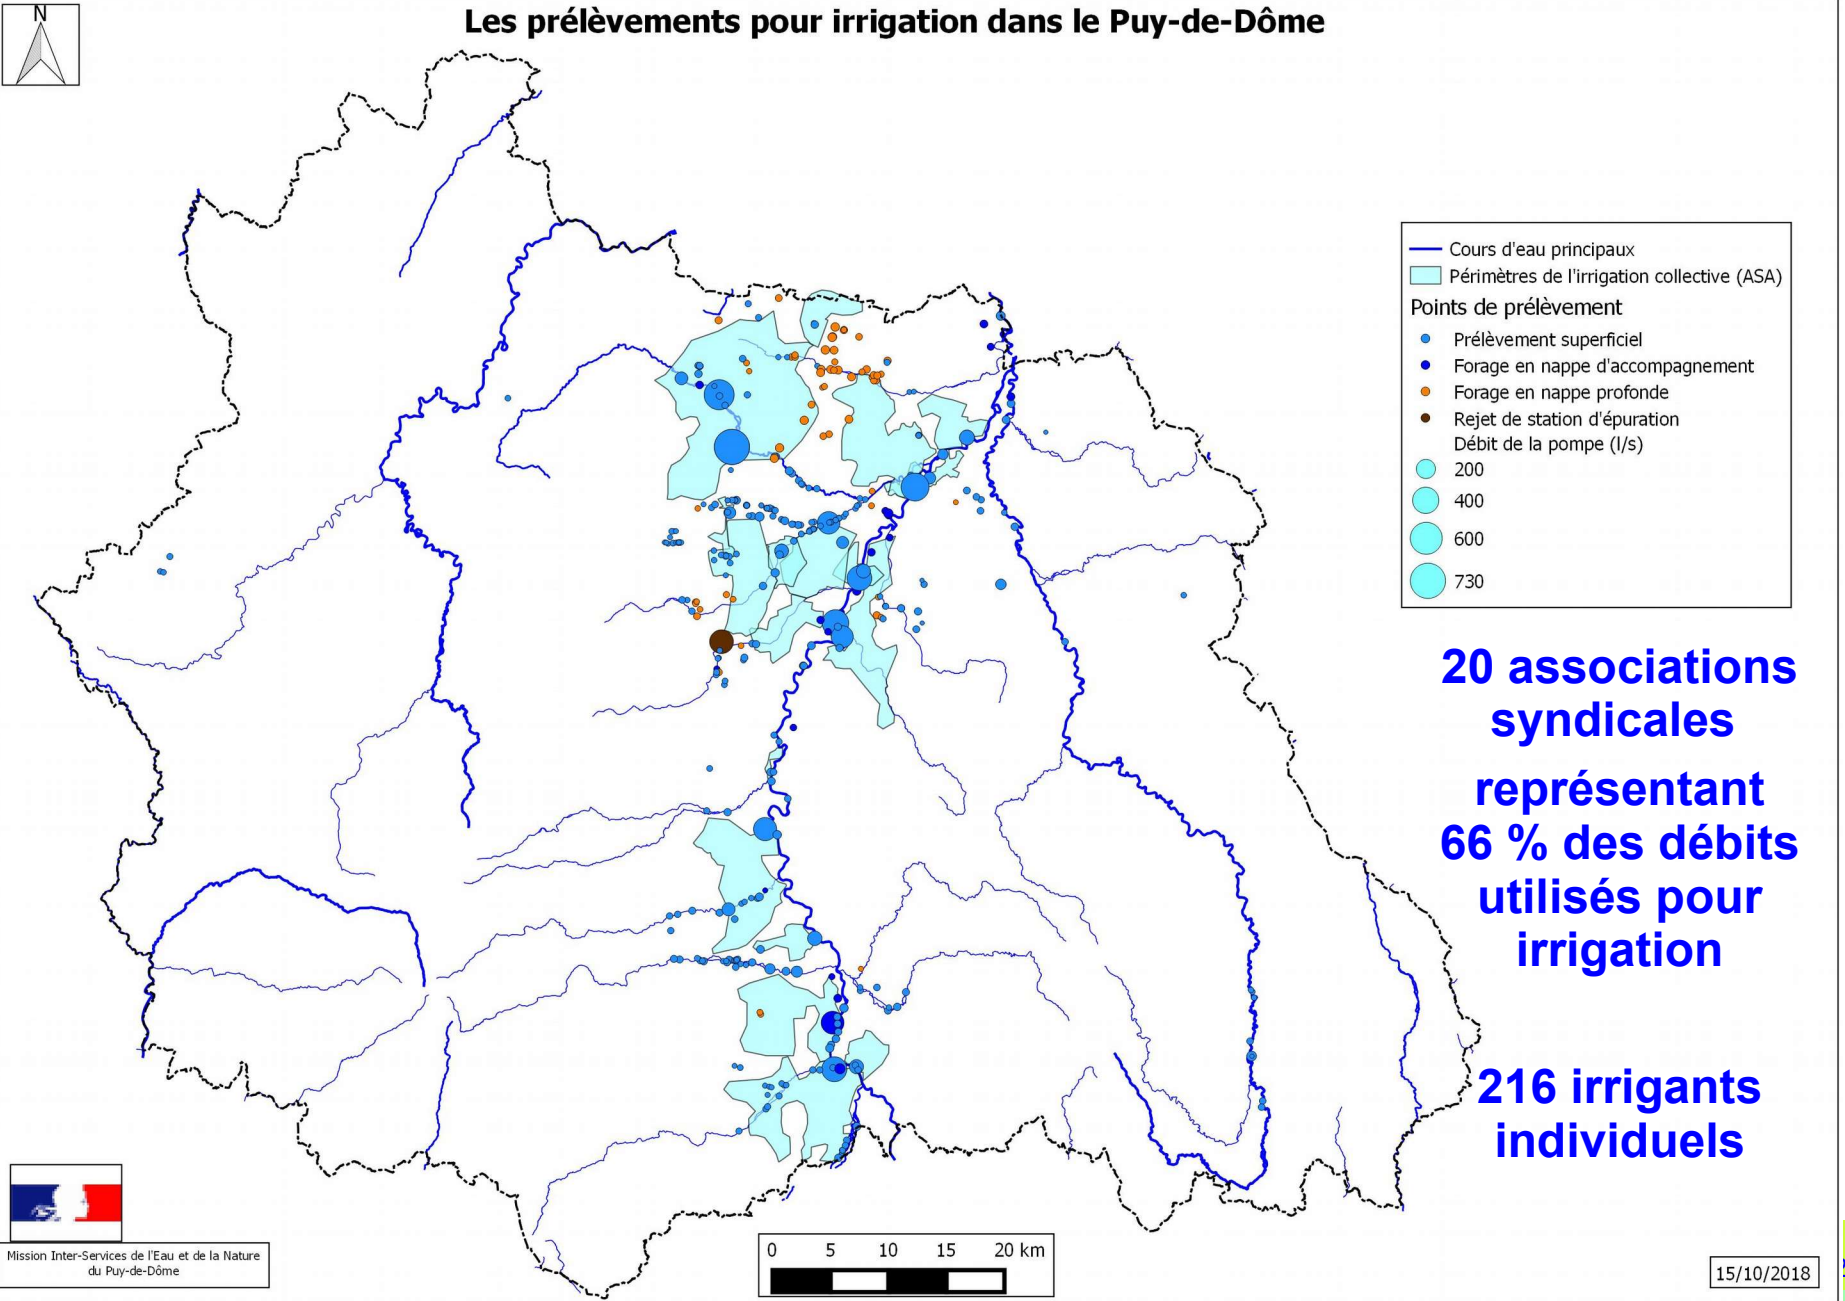 N
Les prélèvements pour irrigation dans le Puy-de-Dôme
Cours d'eau principaux
Périmètres de l'irrigation collective (ASA)
Points de prélèvement
Prélèvement superficiel
Forage en nappe d'accompagnement
Forage en nappe profonde
Rejet de station d'épuration
Débit de la pompe (l/s)
200
400
600
730
20 associations
syndicales
représentant
66 % des débits
utilisés pour
irrigation
216 irrigants
individuels
Mission Inter-Services de l'Eau et de la Nature
du Puy-de-Dôme
0 5 10 15 20 km
15/10/2018